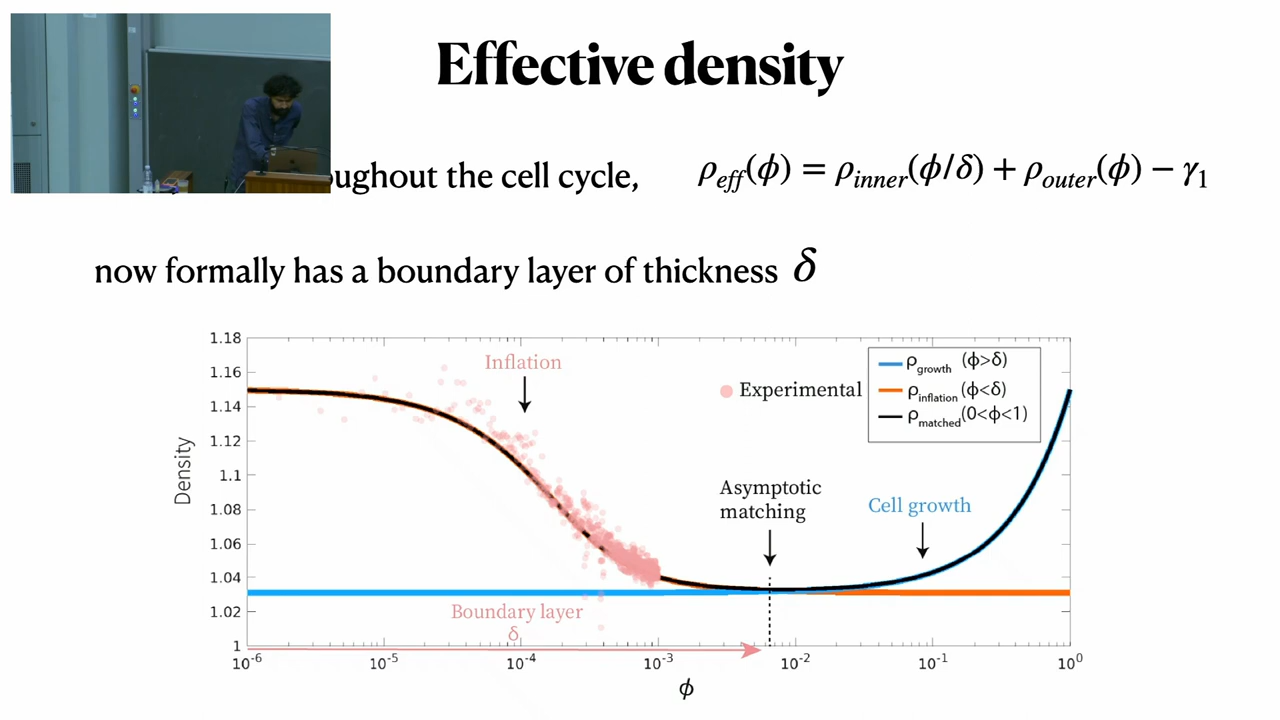 Effective density
oughout the cell cycle,
ρ_eff(ϕ) = ρ_inner(ϕ/δ) + ρ_outer(ϕ) − γ₁
now formally has a boundary layer of thickness δ
1.18
1.16
1.14
1.12
1.1
1.08
1.06
1.04
1.02
1
Density
Inflation
Experimental
ρ_growth (ϕ>δ)
ρ_inflation (ϕ<δ)
ρ_matched (0<ϕ<1)
Asymptotic
matching
Cell growth
Boundary layer
δ
10⁻⁶ 10⁻⁵ 10⁻⁴ 10⁻³ 10⁻² 10⁻¹ 10⁰
ϕ